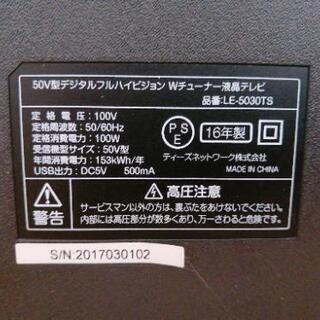 50V型デジタルフルハイビジョン Wチューナー液晶テレビ
品番:LE-5030TS
定格電圧:100V
定格周波数:50/60Hz
定格消費電力:100W
受信機型サイズ:50V型
年間消費電力量:153kWh/年
USB出力:DC5V 500mA
PSE
16年製
ティーズネットワーク株式会社
MADE IN CHINA
警告
高圧注意
サービスマン以外の方は、裏ぶたをあけないでください。
内部には高圧部分が数多くあり、万一さわると危険です。
S/N:2017030102